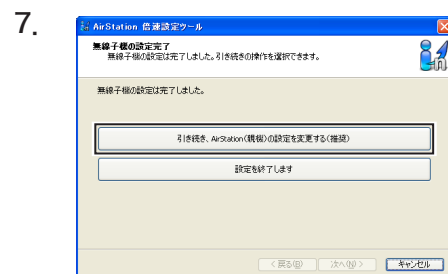 7.
AirStation 倍速設定ツール
無線子機の設定完了
無線子機の設定は完了しました。引き続きの操作を選択できます。
無線子機の設定は完了しました。
引き続き、AirStation(親機)の設定を変更する(推奨)
設定を終了します
< 戻る(B)
次へ(N) >
キャンセル